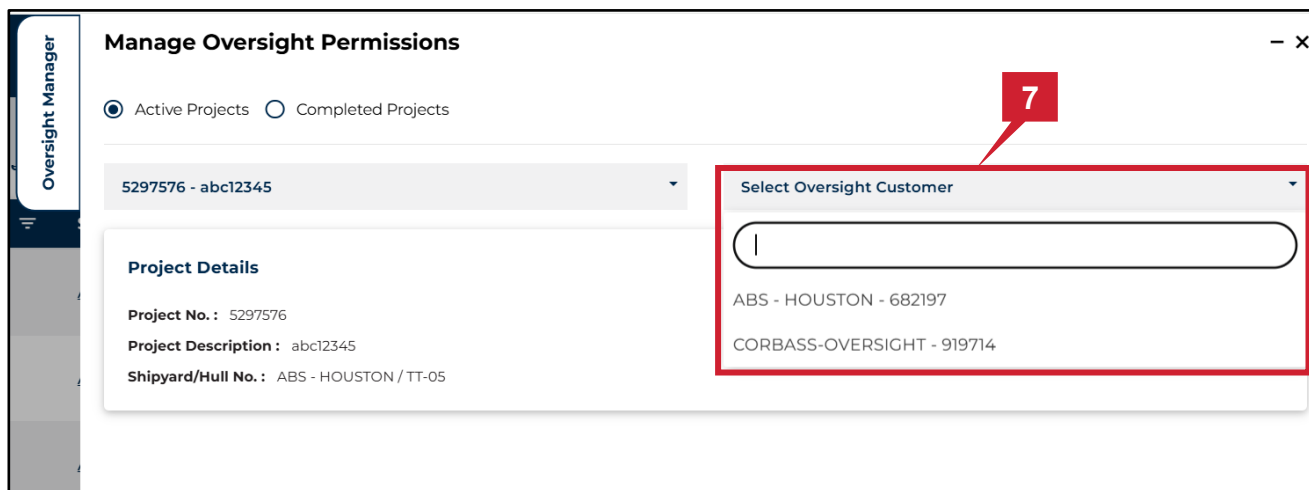 Oversight Manager
Manage Oversight Permissions
Active Projects
Completed Projects
7
5297576 - abc12345
Select Oversight Customer
Project Details
Project No. : 5297576
Project Description : abc12345
Shipyard/Hull No. : ABS - HOUSTON / TT-05
ABS - HOUSTON - 682197
CORBASS-OVERSIGHT - 919714